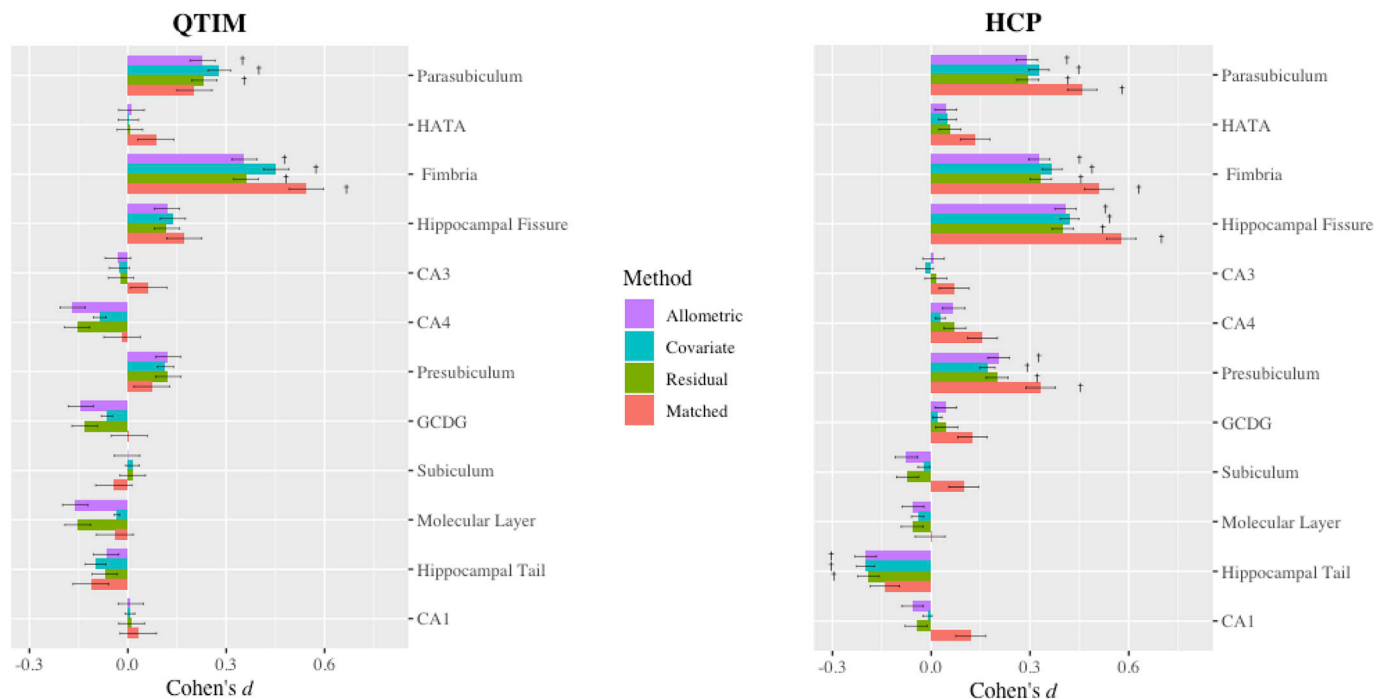 QTIM
†
†
†
Parasubiculum
HATA
†
†
†
†
Fimbria
Hippocampal Fissure
CA3
CA4
Presubiculum
GCDG
Subiculum
Molecular Layer
Hippocampal Tail
CA1
-0.3 0.0 0.3 0.6
Cohen's d
Method
Allometric
Covariate
Residual
Matched
HCP
†
†
†
†
Parasubiculum
HATA
†
†
†
†
Fimbria
†
†
†
†
Hippocampal Fissure
CA3
CA4
†
†
†
†
Presubiculum
GCDG
Subiculum
Molecular Layer
†
†
†
Hippocampal Tail
CA1
-0.3 0.0 0.3 0.6
Cohen's d